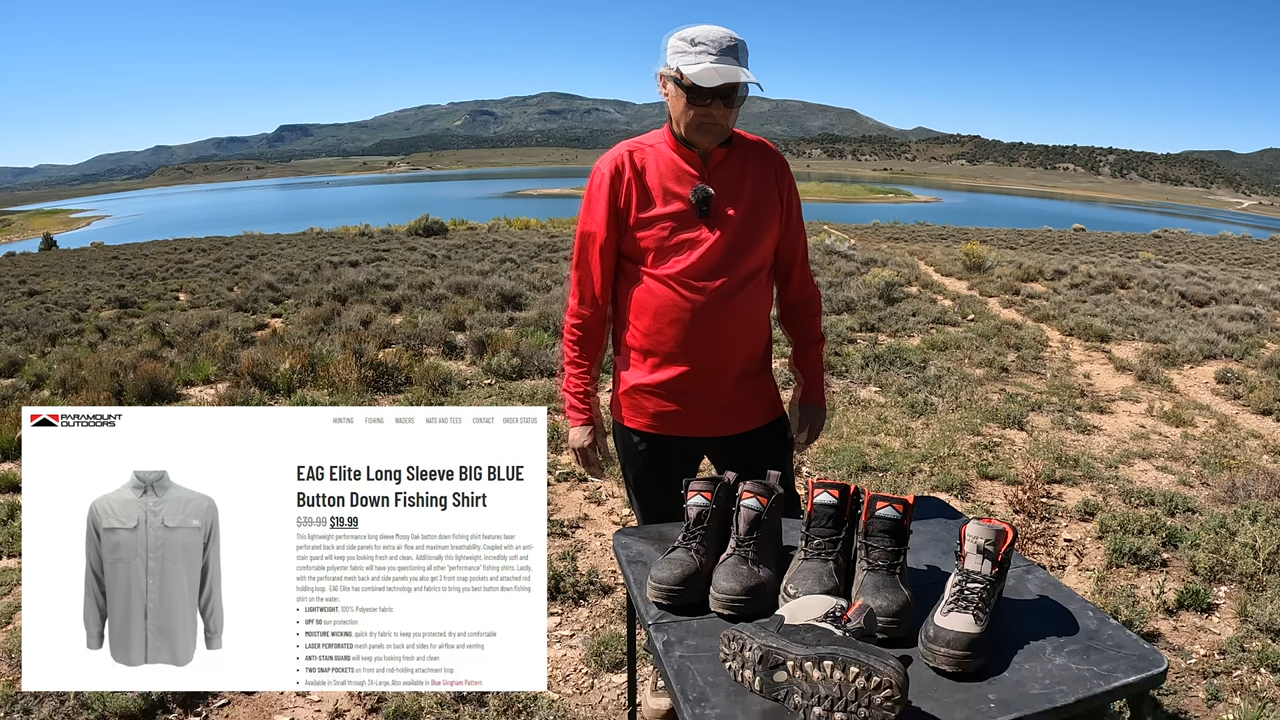 PARAMOUNT
OUTDOORS
HUNTING FISHING WADERS HATS AND TEES CONTACT ORDER STATUS
EAG Elite Long Sleeve BIG BLUE
Button Down Fishing Shirt
$39.99 $19.99
This lightweight performance long sleeve Mossy Oak button down fishing shirt features laser
perforated back and side panels for extra air flow and maximum breathability. Coupled with an anti-
stain guard will keep you looking fresh and clean. Additionally this lightweight, incredibly soft and
comfortable polyester fabric will have you questioning all other "performance" fishing shirts. Lastly,
with the perforated mesh back and side panels you also get 2 front snap pockets and attached rod
holding loop. EAG Elite has combined technology and fabrics to bring you best button down fishing
shirt on the water.
• LIGHTWEIGHT, 100% Polyester fabric
• UPF 50 sun protection
• MOISTURE WICKING, quick dry fabric to keep you protected, dry and comfortable
• LASER PERFORATED mesh panels on back and sides for airflow and venting
• ANTI-STAIN GUARD will keep you looking fresh and clean
• TWO SNAP POCKETS on front and rod-holding attachment loop
• Available in Small through 3X-Large, Also available in Blue Gingham Pattern